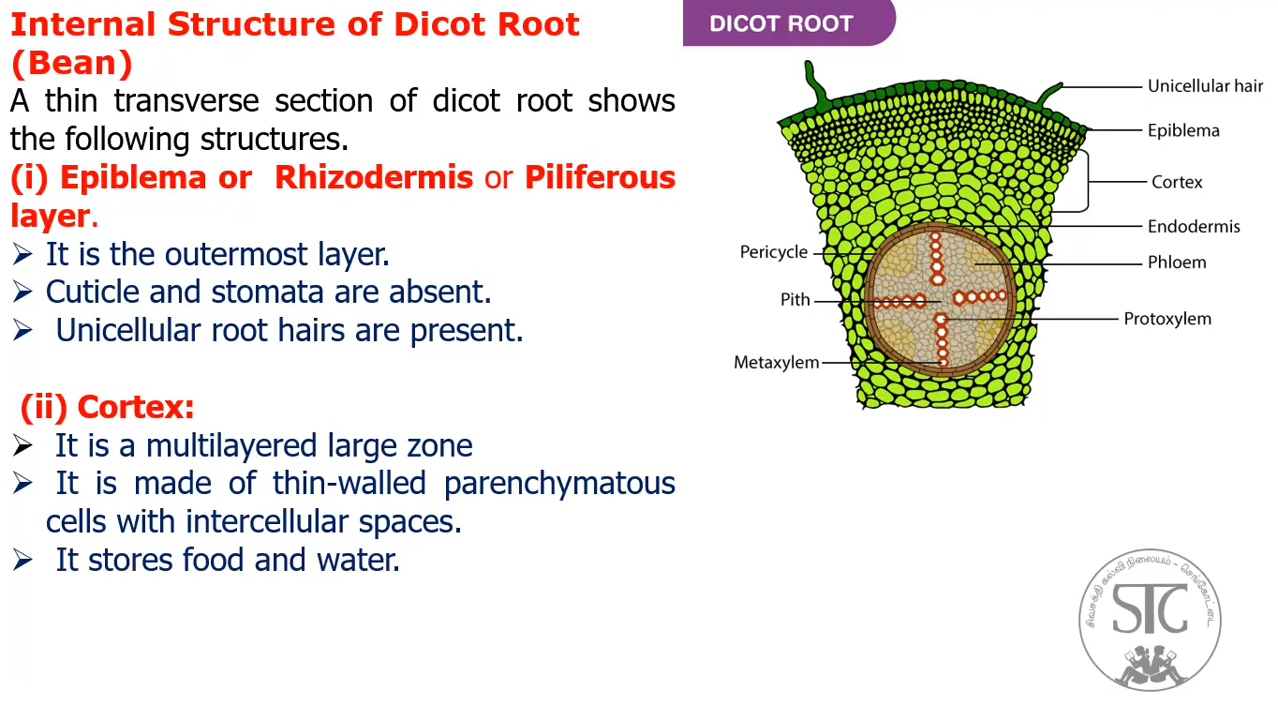 Internal Structure of Dicot Root
(Bean)
A thin transverse section of dicot root shows
the following structures.
(i) Epiblema or Rhizodermis or Piliferous
layer.
➢ It is the outermost layer.
➢ Cuticle and stomata are absent.
➢ Unicellular root hairs are present.
(ii) Cortex:
➢ It is a multilayered large zone
➢ It is made of thin-walled parenchymatous
cells with intercellular spaces.
➢ It stores food and water.
DICOT ROOT
Unicellular hair
Epiblema
Cortex
Endodermis
Phloem
Protoxylem
Pericycle
Pith
Metaxylem
சிவசக்தி கல்வி நிலையம் - செங்கோட்டை
STC